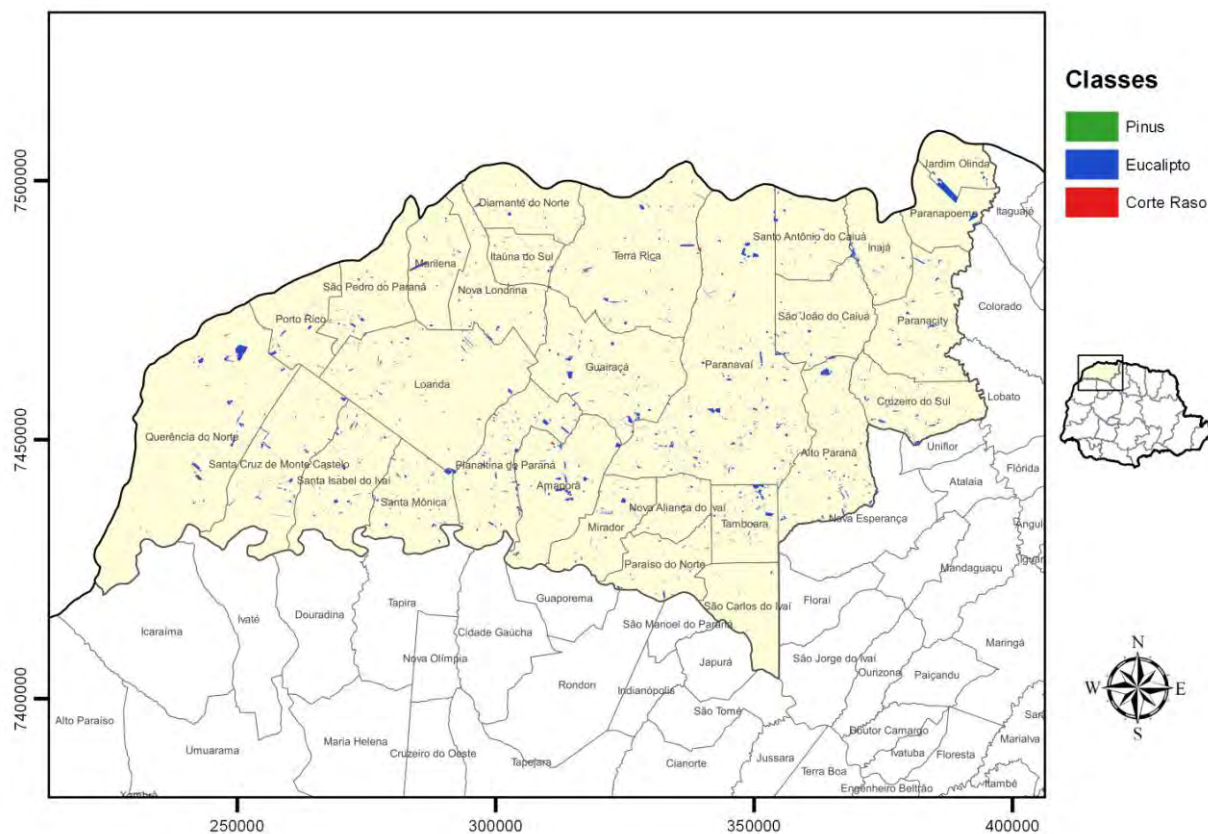 Classes
Pinus
Eucalipto
Corte Raso
7500000
7450000
7400000
250000
300000
350000
400000
Jardim Olinda
Diamante do Norte
Paranapoema
Itaguajé
Santo Antônio do Caiuá
Inajá
Terra Rica
Itaúna do Sul
Marilena
São Pedro do Paraná
Nova Londrina
Colorado
Porto Rico
São João do Caiuá
Paranacity
Guairaçá
Paranavaí
Loanda
Lobato
Cruzeiro do Sul
Querência do Norte
Uniflor
Alto Paraná
Santa Cruz de Monte Castelo
Planaltina do Paraná
Flórida
Santa Isabel do Ivaí
Atalaia
Amaporã
Santa Mônica
Nova Aliança do Ivaí
Mirador
Tamboara
Nova Esperança
Paraíso do Norte
Mandaguaçu
Guaporema
Floraí
Tapira
São Carlos do Ivaí
Douradina
Ivaté
São Manoel do Paraná
Icaraíma
Cidade Gaúcha
Maringá
São Jorge do Ivaí
Nova Olímpia
Japurá
Ourizona
Paiçandu
Rondon
Indianópolis
São Tomé
Alto Paraíso
Doutor Camargo
Marialva
Maria Helena
Umuarama
Cruzeiro do Oeste
Ivatuba
Floresta
Jussara
Tapejara
Cianorte
Terra Boa
Itambé
Engenheiro Beltrão
N
W
E
S